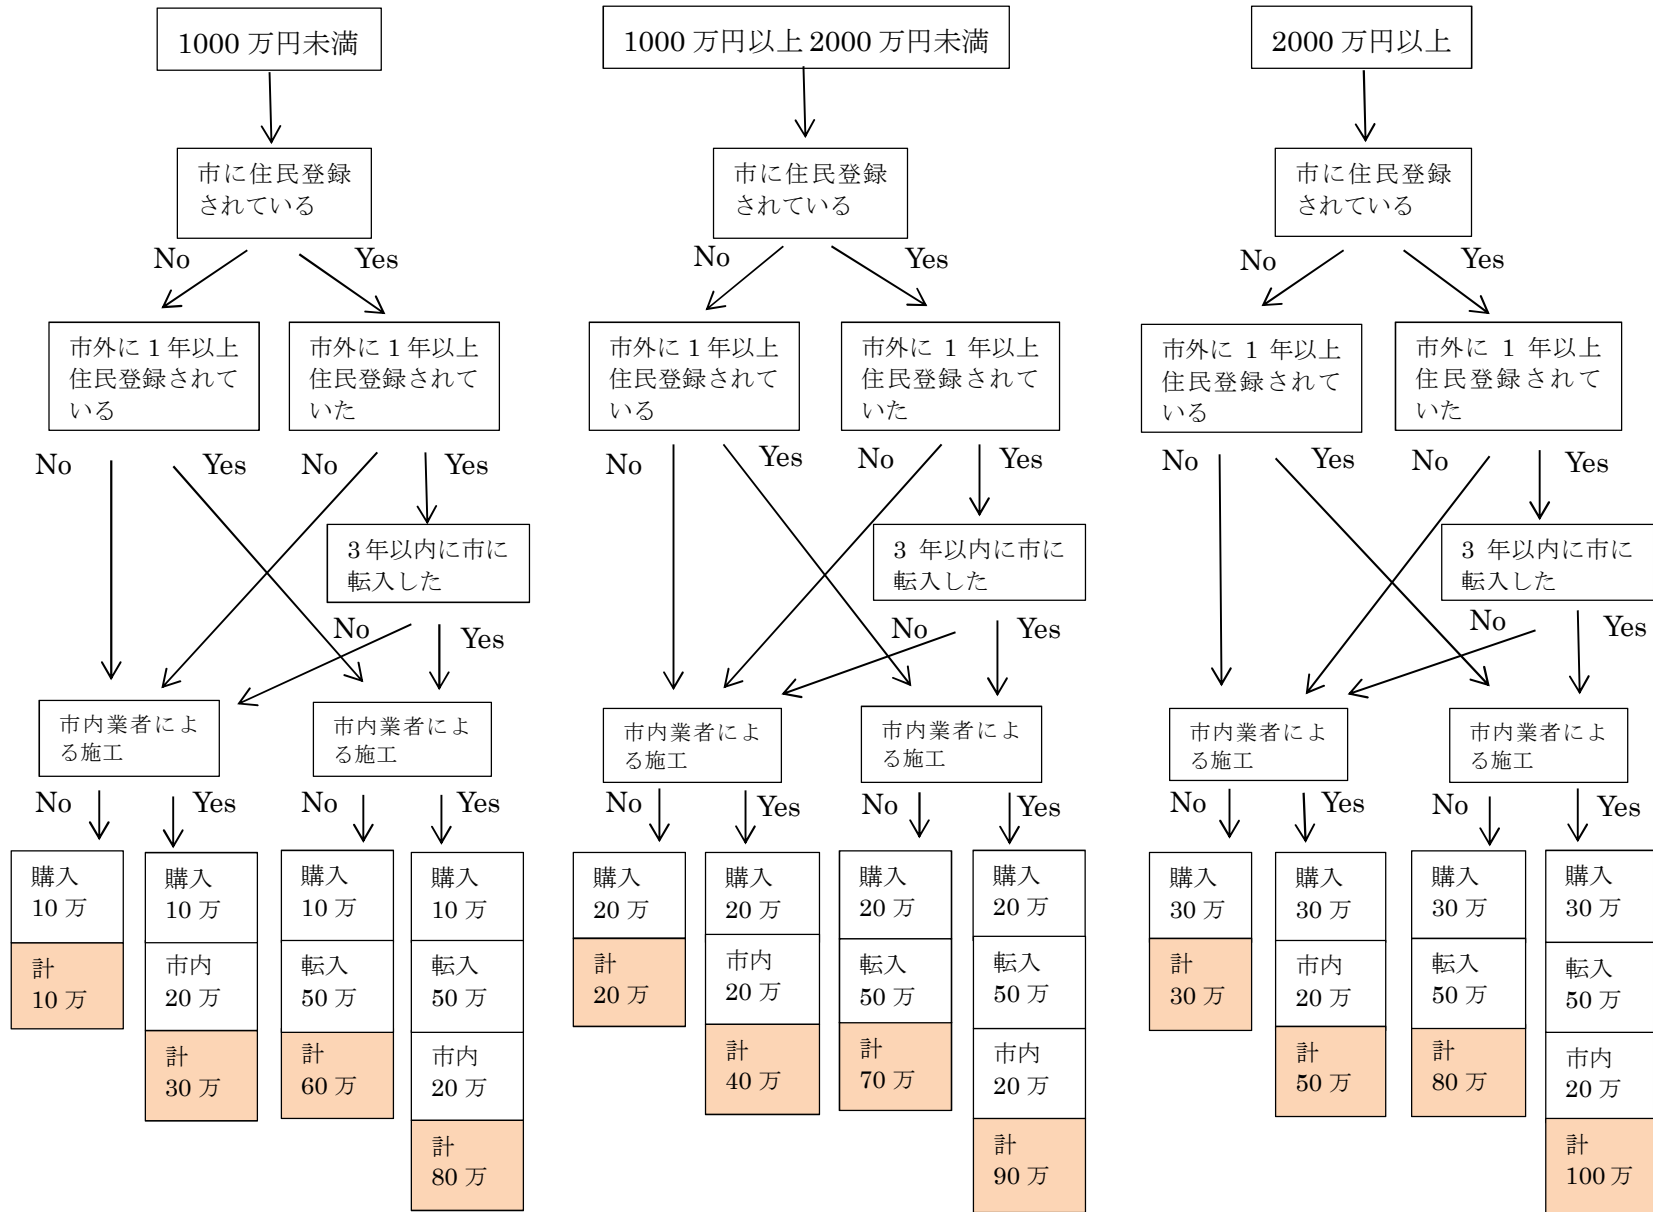 1000 万円未満
市に住民登録
されている
No
Yes
市外に 1 年以上
住民登録されて
いる
市外に 1 年以上
住民登録されて
いた
No
Yes
No
Yes
3 年以内に市に
転入した
No
Yes
市内業者によ
る施工
市内業者によ
る施工
No
Yes
No
Yes
購入
10 万
計
10 万
購入
10 万
市内
20 万
計
30 万
購入
10 万
転入
50 万
計
60 万
購入
10 万
転入
50 万
市内
20 万
計
80 万
1000 万円以上 2000 万円未満
市に住民登録
されている
No
Yes
市外に 1 年以上
住民登録されて
いる
市外に 1 年以上
住民登録されて
いた
No
Yes
No
Yes
3 年以内に市に
転入した
No
Yes
市内業者によ
る施工
市内業者によ
る施工
No
Yes
No
Yes
購入
20 万
計
20 万
購入
20 万
市内
20 万
計
40 万
購入
20 万
転入
50 万
計
70 万
購入
20 万
転入
50 万
市内
20 万
計
90 万
2000 万円以上
市に住民登録
されている
No
Yes
市外に 1 年以上
住民登録されて
いる
市外に 1 年以上
住民登録されて
いた
No
Yes
No
Yes
3 年以内に市に
転入した
No
Yes
市内業者によ
る施工
市内業者によ
る施工
No
Yes
No
Yes
購入
30 万
計
30 万
購入
30 万
市内
20 万
計
50 万
購入
30 万
転入
50 万
計
80 万
購入
30 万
転入
50 万
市内
20 万
計
100 万